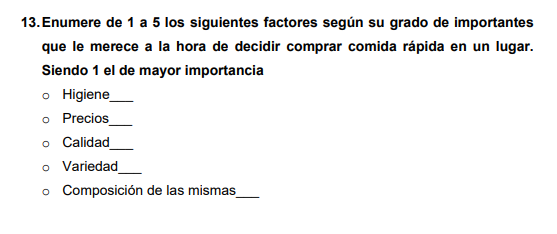 13. Enumere de 1 a 5 los siguientes factores según su grado de importantes
que le merece a la hora de decidir comprar comida rápida en un lugar.
Siendo 1 el de mayor importancia
o Higiene___
o Precios___
o Calidad___
o Variedad___
o Composición de las mismas___